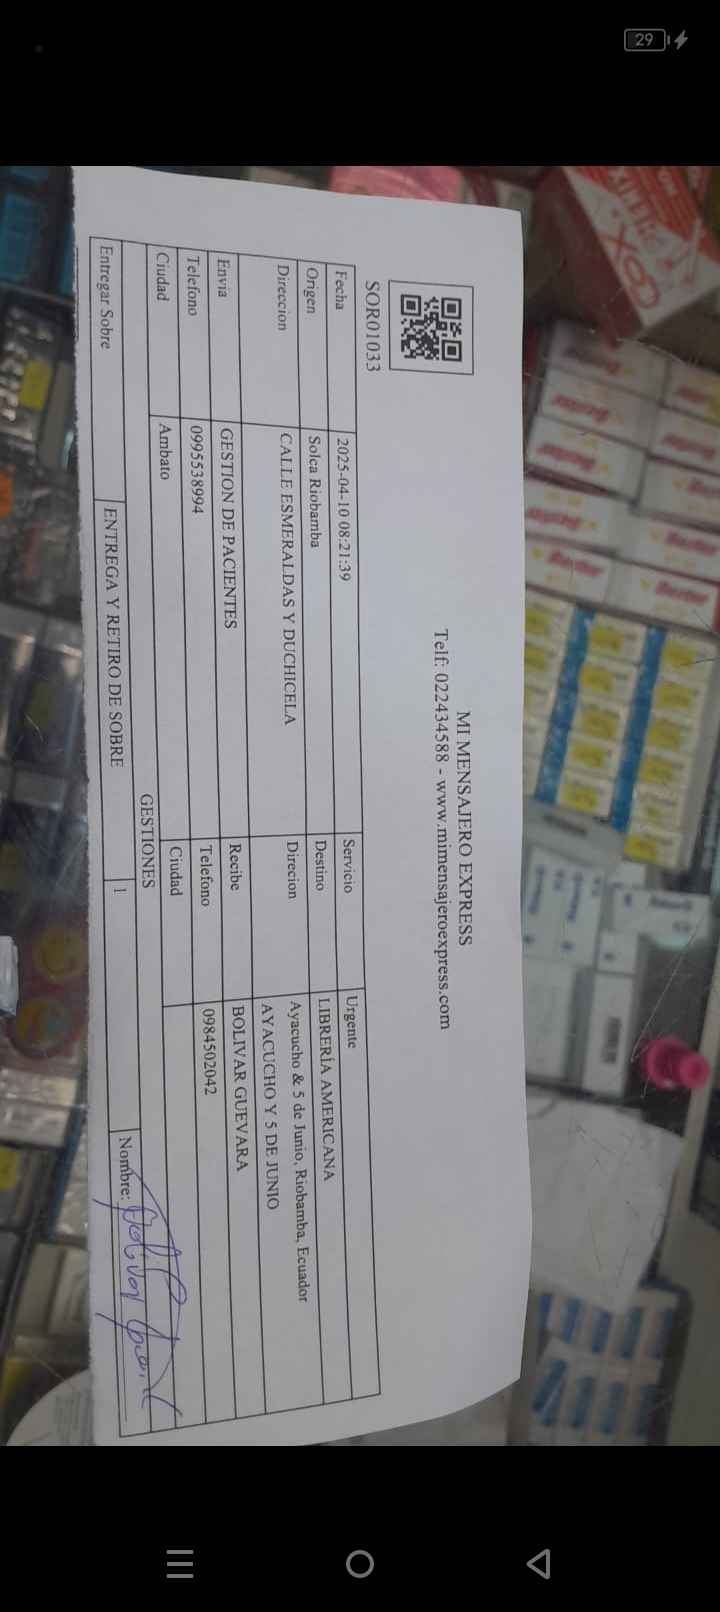 29
MI MENSAJERO EXPRESS
Telf: 022434588 - www.mimensajeroexpress.com
SOR01033
Fecha 2025-04-10 08:21:39 Servicio Urgente
Origen Solca Riobamba Destino LIBRERÍA AMERICANA
Direccion CALLE ESMERALDAS Y DUCHICELA Direcion Ayacucho & 5 de Junio, Riobamba, Ecuador
AYACUCHO Y 5 DE JUNIO
Envia GESTION DE PACIENTES Recibe BOLIVAR GUEVARA
Telefono 0995538994 Telefono 0984502042
Ciudad Ambato Ciudad
GESTIONES
Entregar Sobre ENTREGA Y RETIRO DE SOBRE 1 Nombre:
Baxter